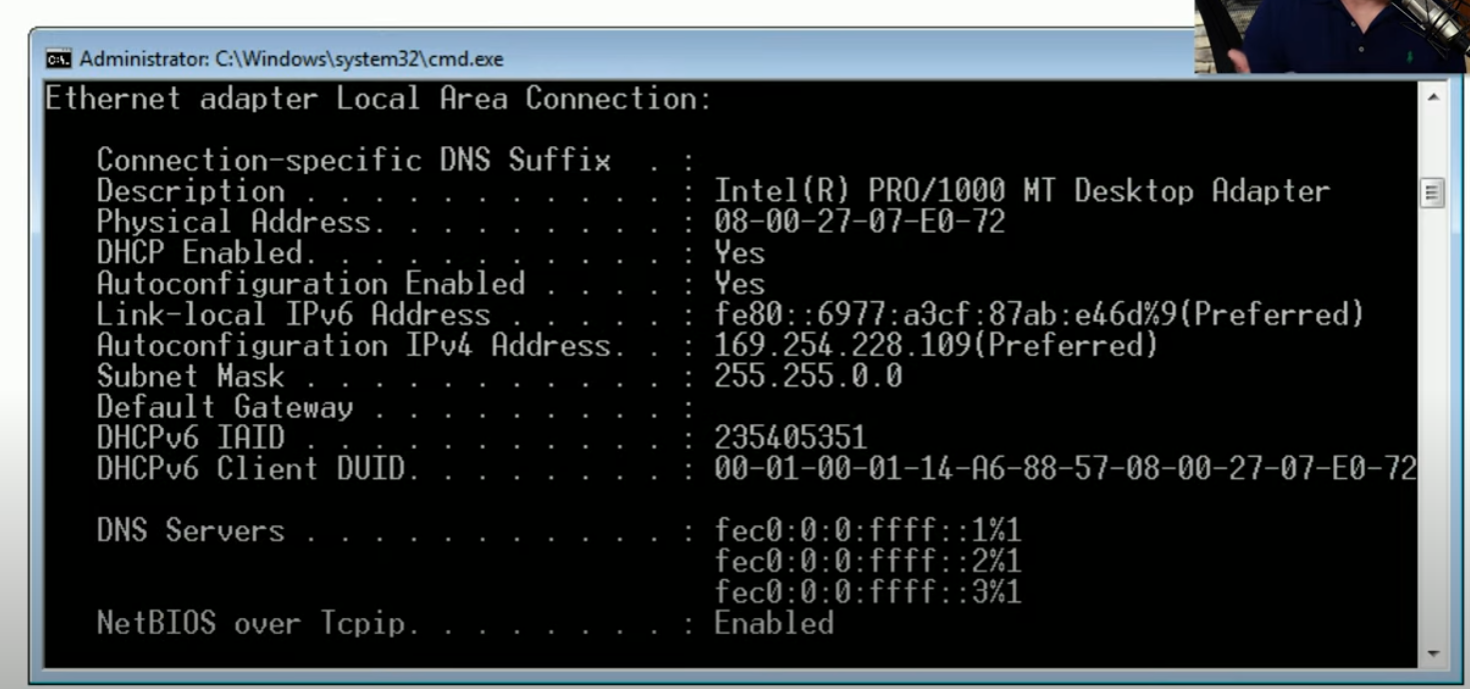 Administrator: C:\Windows\system32\cmd.exe
Ethernet adapter Local Area Connection:
Connection-specific DNS Suffix . :
Description . . . . . . . . . . . : Intel(R) PRO/1000 MT Desktop Adapter
Physical Address. . . . . . . . . : 08-00-27-07-E0-72
DHCP Enabled. . . . . . . . . . . : Yes
Autoconfiguration Enabled . . . . : Yes
Link-local IPv6 Address . . . . . : fe80::6977:a3cf:87ab:e46d%9(Preferred)
Autoconfiguration IPv4 Address. . : 169.254.228.109(Preferred)
Subnet Mask . . . . . . . . . . . : 255.255.0.0
Default Gateway . . . . . . . . . :
DHCPv6 IAID . . . . . . . . . . . : 235405351
DHCPv6 Client DUID. . . . . . . . : 00-01-00-01-14-A6-88-57-08-00-27-07-E0-72
DNS Servers . . . . . . . . . . . : fec0:0:0:ffff::1%1
fec0:0:0:ffff::2%1
fec0:0:0:ffff::3%1
NetBIOS over Tcpip. . . . . . . . : Enabled